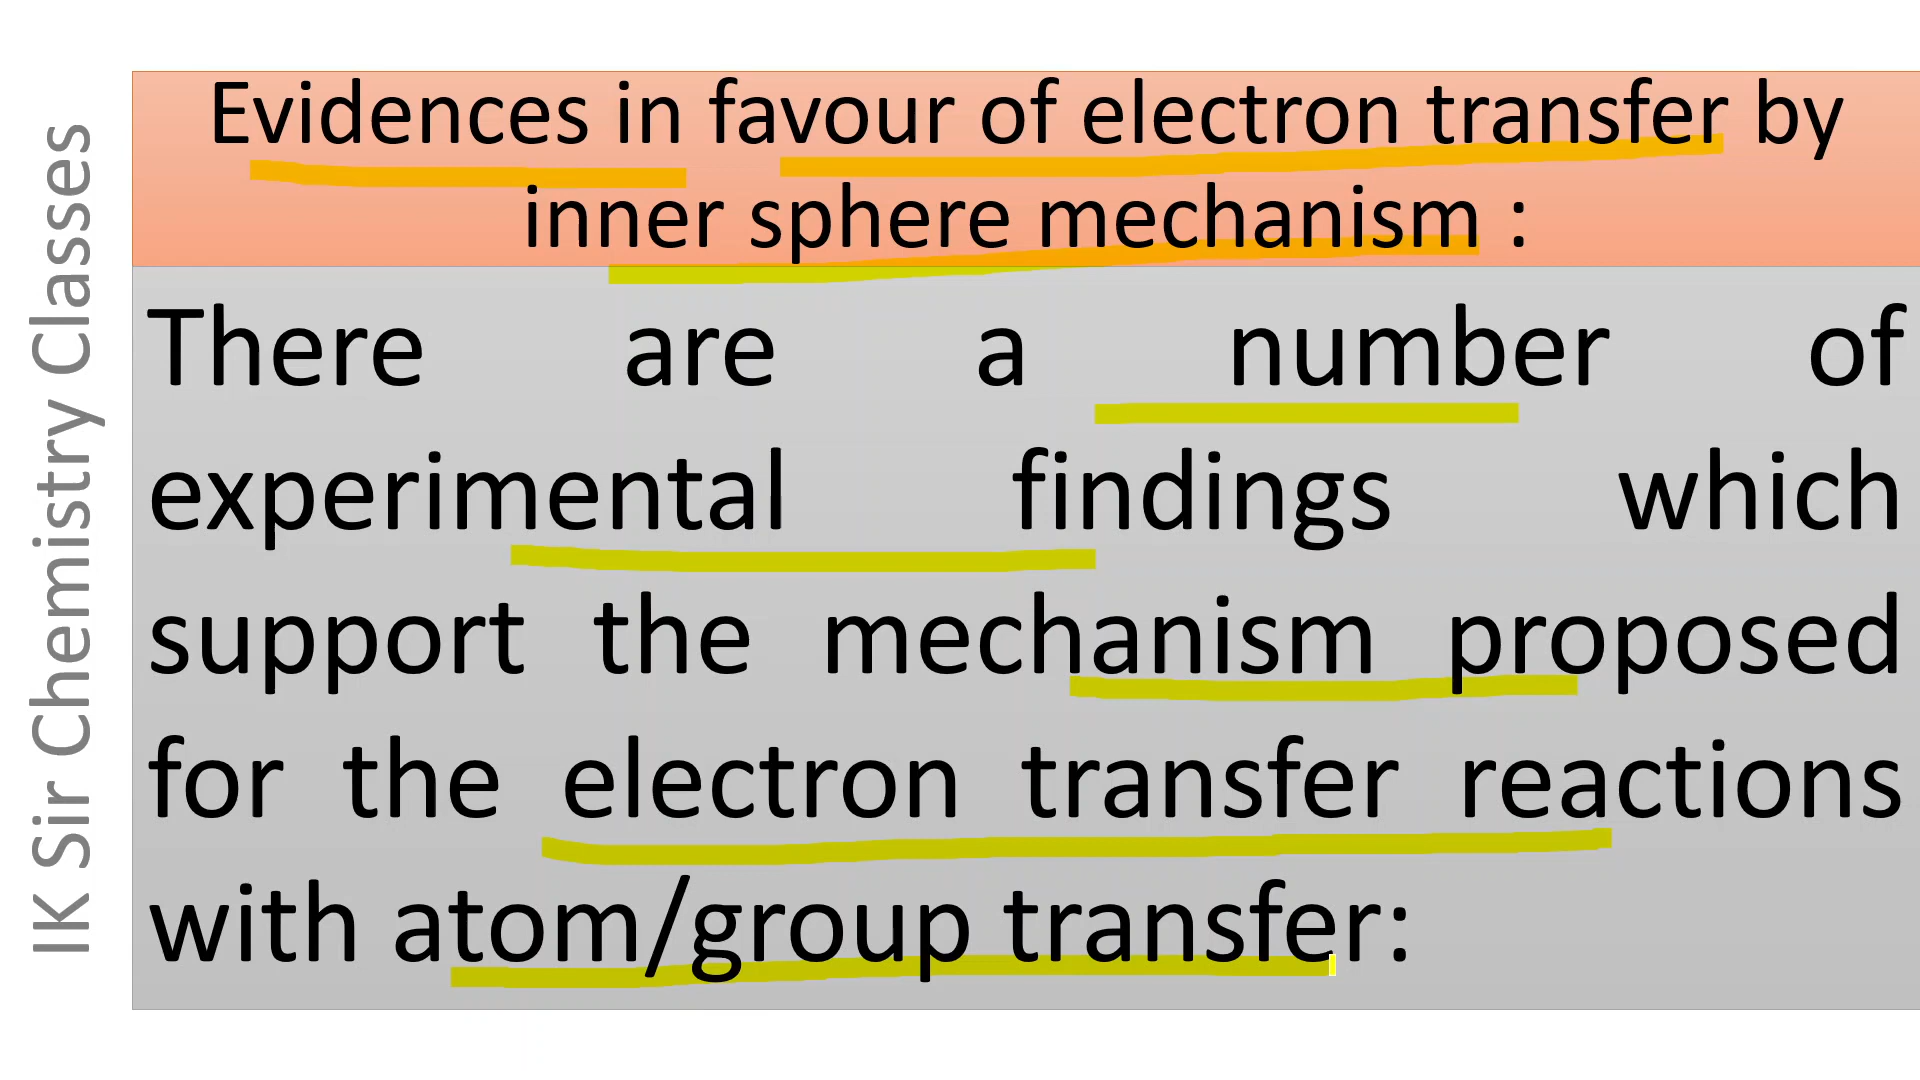 IK Sir Chemistry Classes
Evidences in favour of electron transfer by
inner sphere mechanism :
There are a number of
experimental findings which
support the mechanism proposed
for the electron transfer reactions
with atom/group transfer: